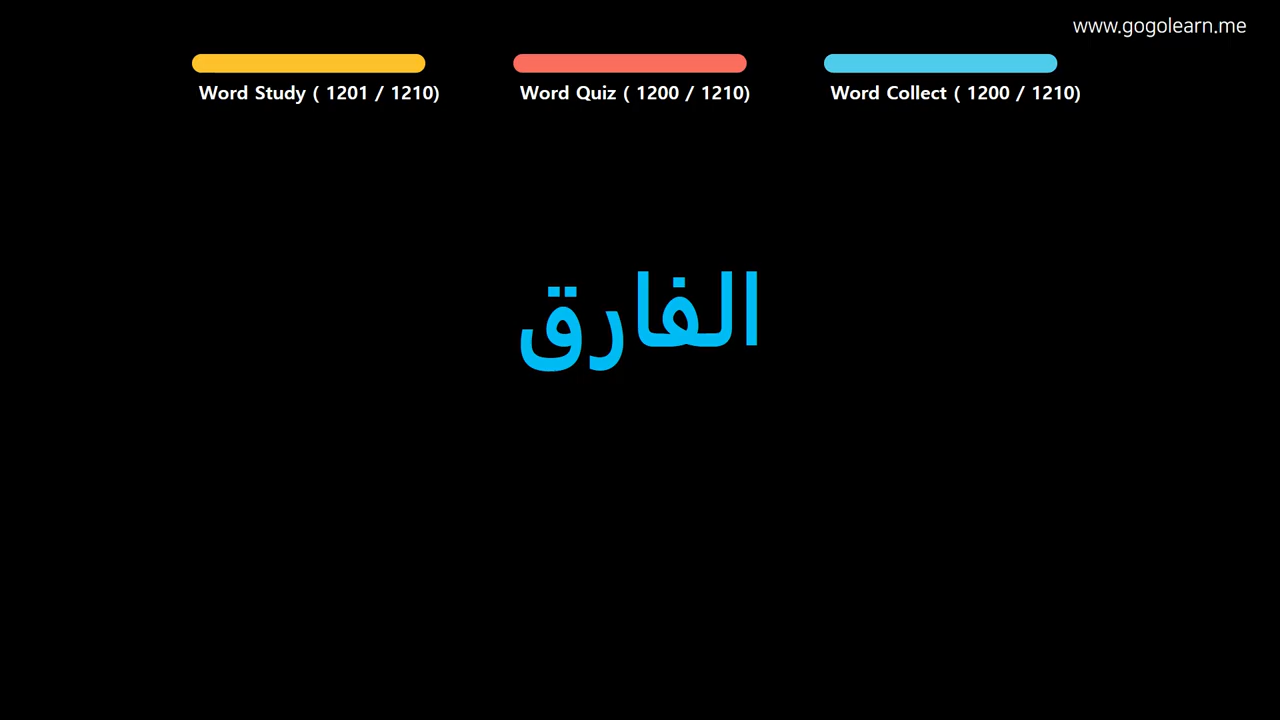 www.gogolearn.me
Word Study ( 1201 / 1210)
Word Quiz ( 1200 / 1210)
Word Collect ( 1200 / 1210)
الفارق